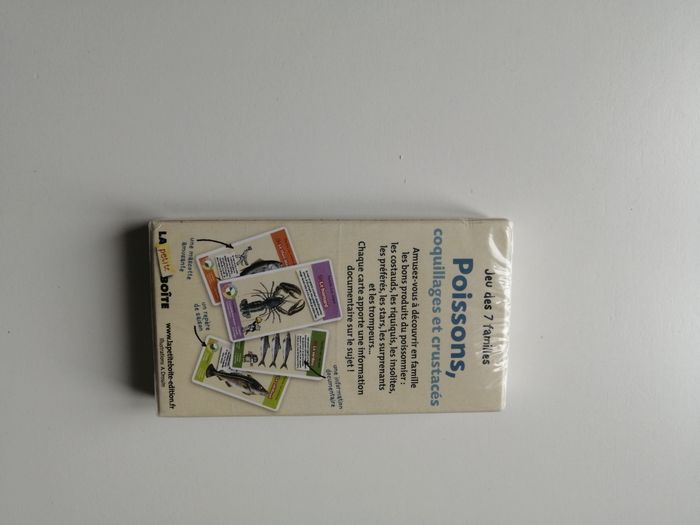 Jeu des 7 familles
Poissons,
coquillages et crustacés
Amusez-vous à découvrir en famille
les bons produits du poissonnier :
les costauds, les riquiquis, les insolites,
les préférés, les stars, les surprenants
et les trompeurs...
Chaque carte apporte une information
documentaire sur le sujet !
une mascotte
amusante
un repère
de saison
une information
documentaire
LA petite BOÎTE
www.lapetiteboite-edition.fr